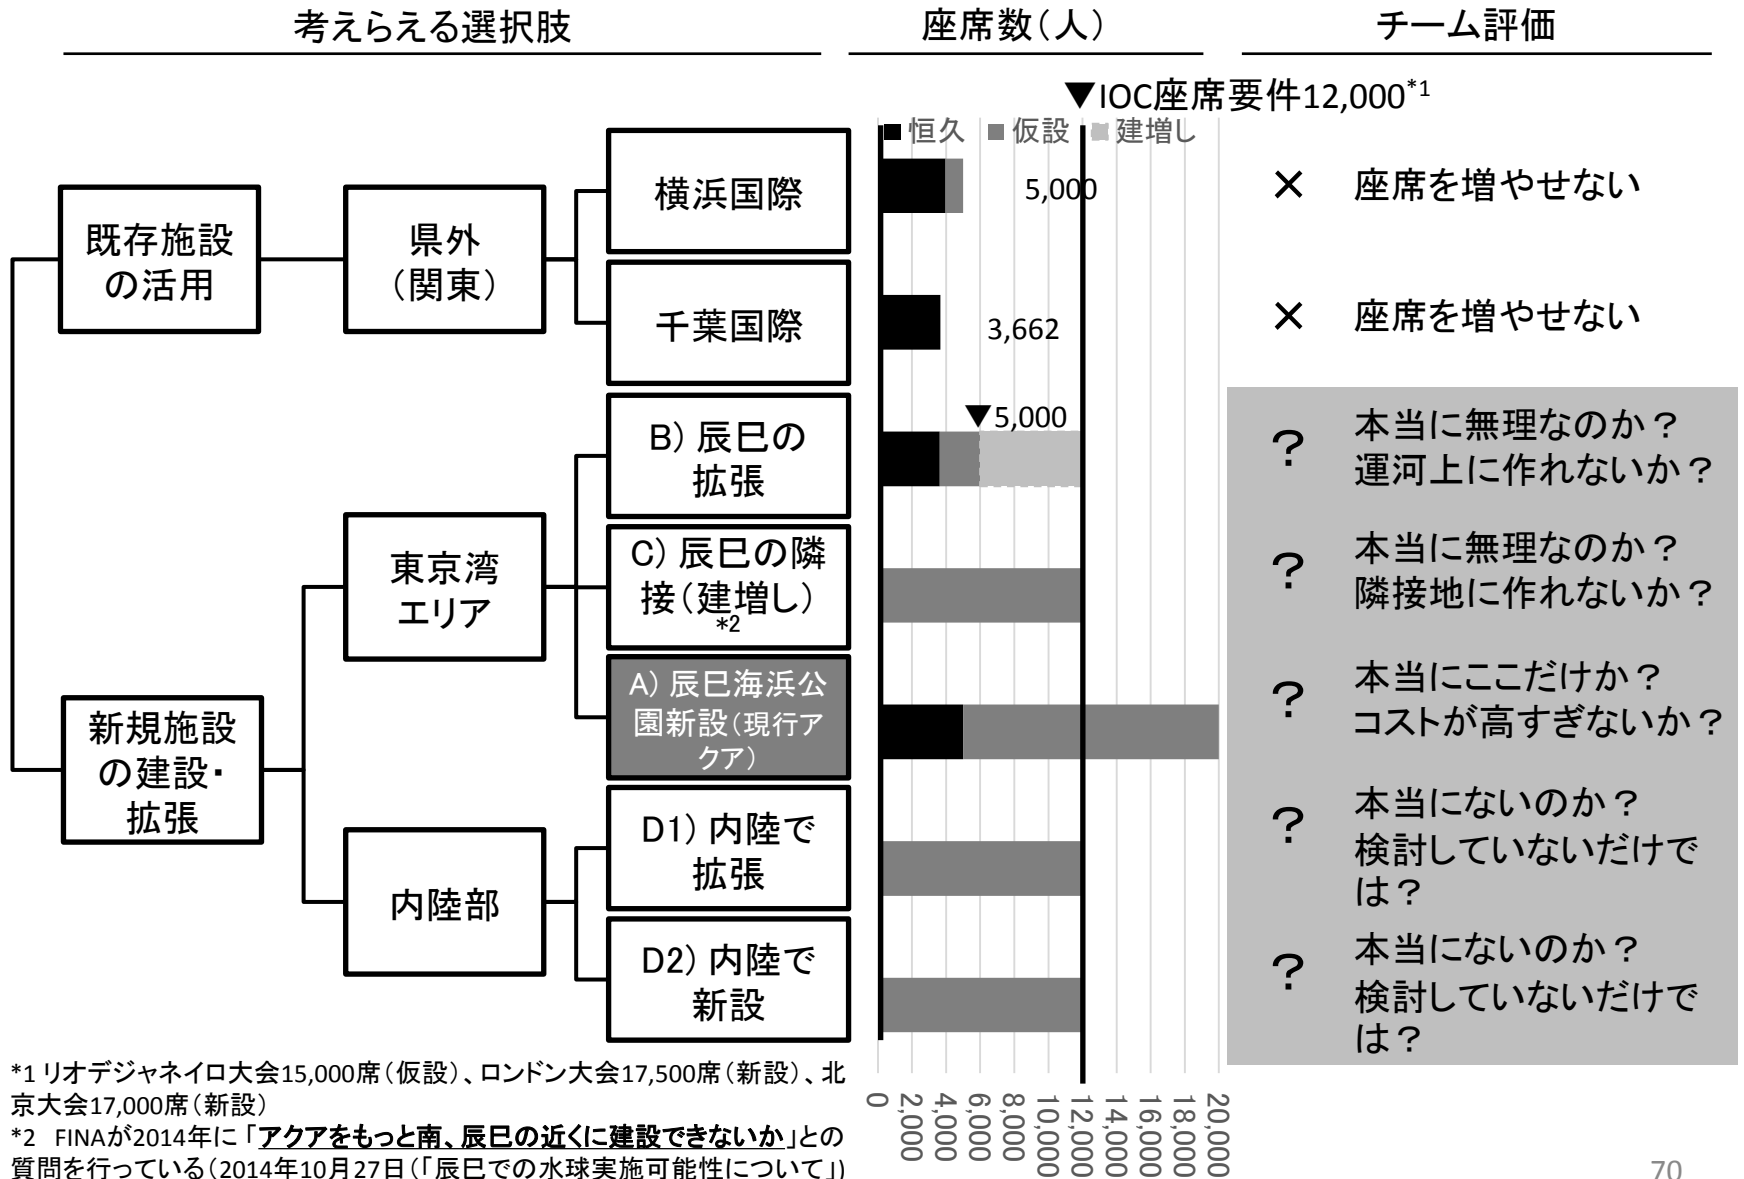 考えらえる選択肢
座席数（人）
チーム評価
▼IOC座席要件12,000*1
■恒久 ■仮設 ■建増し
既存施設
の活用
県外
（関東）
横浜国際
5,000
× 座席を増やせない
千葉国際
3,662
× 座席を増やせない
新規施設
の建設・
拡張
東京湾
エリア
B）辰巳の
拡張
▼5,000
？ 本当に無理なのか？
運河上に作れないか？
C）辰巳の隣
接（建増し）
*2
？ 本当に無理なのか？
隣接地に作れないか？
A）辰巳海浜公
園新設（現行ア
クア）
？ 本当にここだけか？
コストが高すぎないか？
内陸部
D1）内陸で
拡張
？ 本当にないのか？
検討していないだけで
は？
D2）内陸で
新設
？ 本当にないのか？
検討していないだけで
は？
0
2,000
4,000
6,000
8,000
10,000
12,000
14,000
16,000
18,000
20,000
*1 リオデジャネイロ大会15,000席（仮設）、ロンドン大会17,500席（新設）、北
京大会17,000席（新設）
*2 FINAが2014年に「アクアをもっと南、辰巳の近くに建設できないか」との
質問を行っている（2014年10月27日（「辰巳での水球実施可能性について」）
70